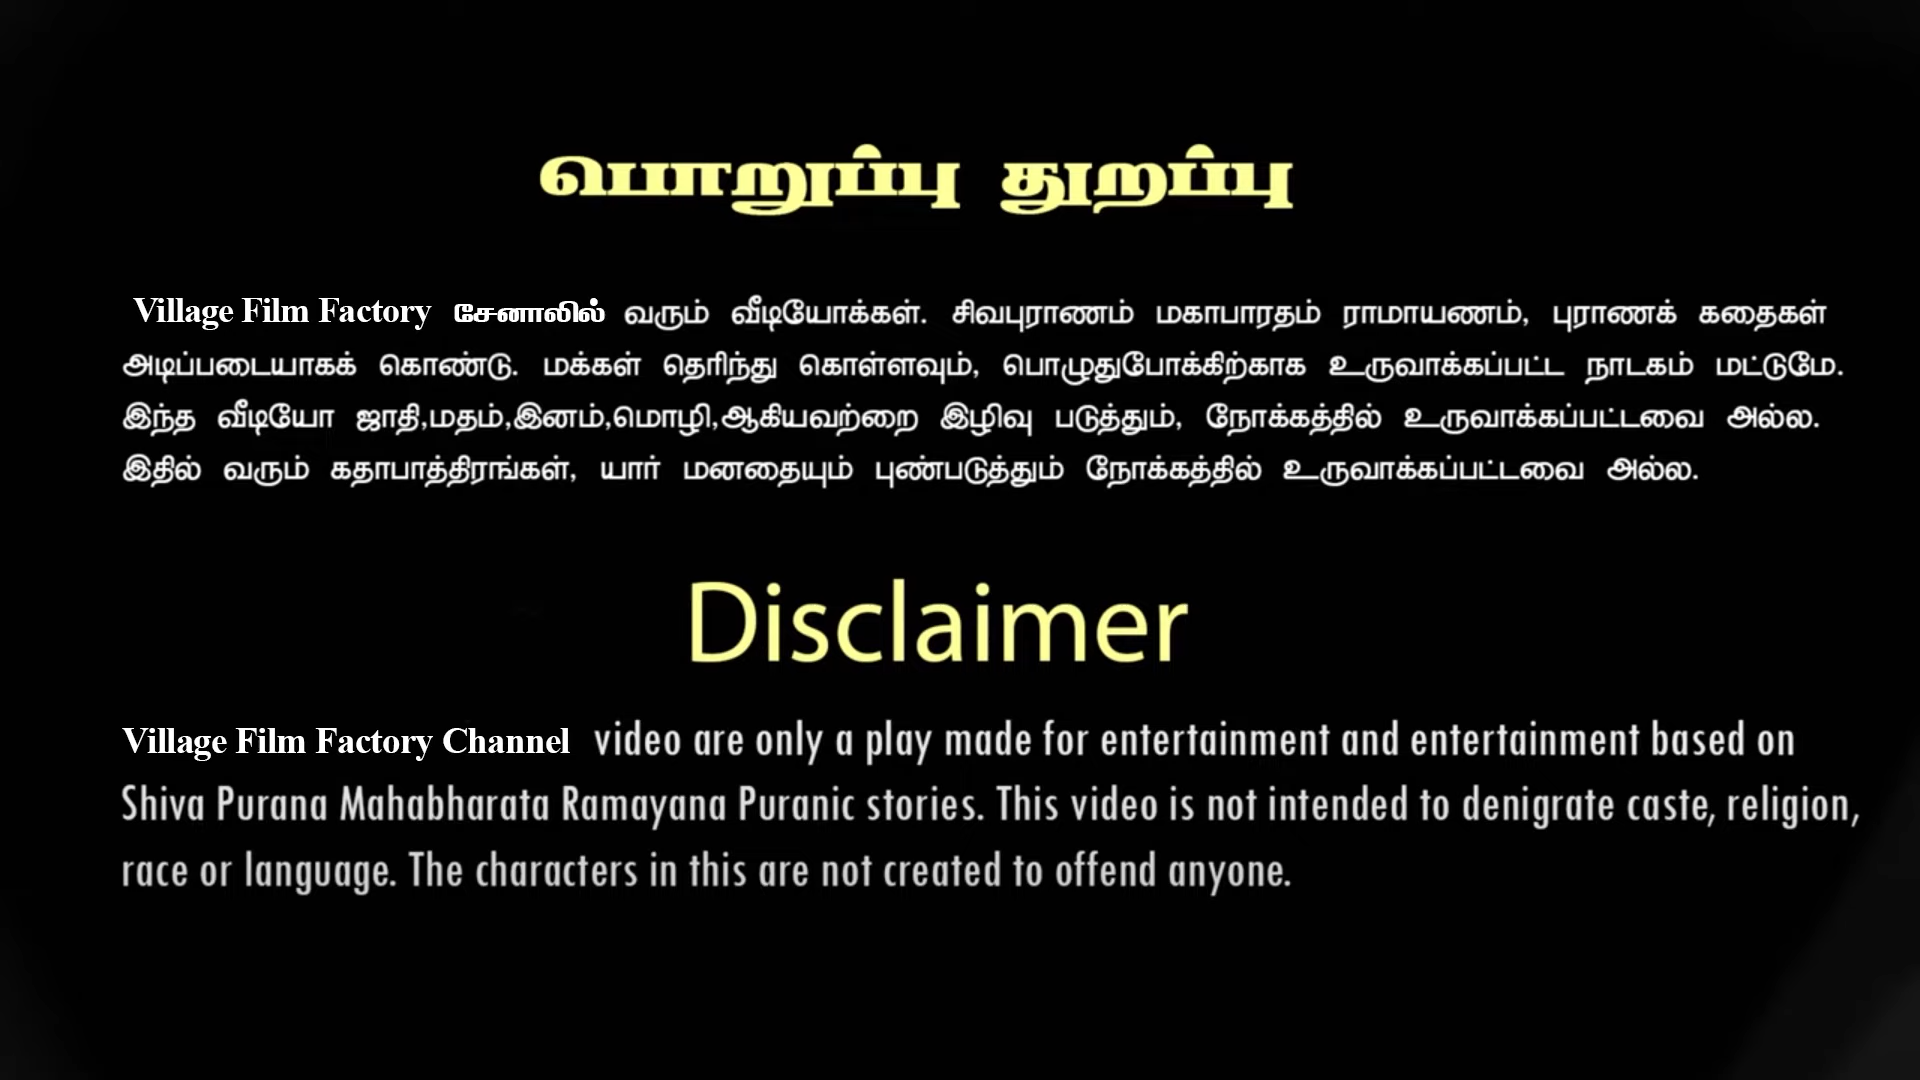 பொறுப்பு துறப்பு
Village Film Factory சேனாலில் வரும் வீடியோக்கள். சிவபுராணம் மகாபாரதம் ராமாயணம், புராணக் கதைகள்
அடிப்படையாகக் கொண்டு. மக்கள் தெரிந்து கொள்ளவும், பொழுதுபோக்கிற்காக உருவாக்கப்பட்ட நாடகம் மட்டுமே.
இந்த வீடியோ ஜாதி,மதம்,இனம்,மொழி,ஆகியவற்றை இழிவு படுத்தும், நோக்கத்தில் உருவாக்கப்பட்டவை அல்ல.
இதில் வரும் கதாபாத்திரங்கள், யார் மனதையும் புண்படுத்தும் நோக்கத்தில் உருவாக்கப்பட்டவை அல்ல.
Disclaimer
Village Film Factory Channel video are only a play made for entertainment and entertainment based on
Shiva Purana Mahabharata Ramayana Puranic stories. This video is not intended to denigrate caste, religion,
race or language. The characters in this are not created to offend anyone.